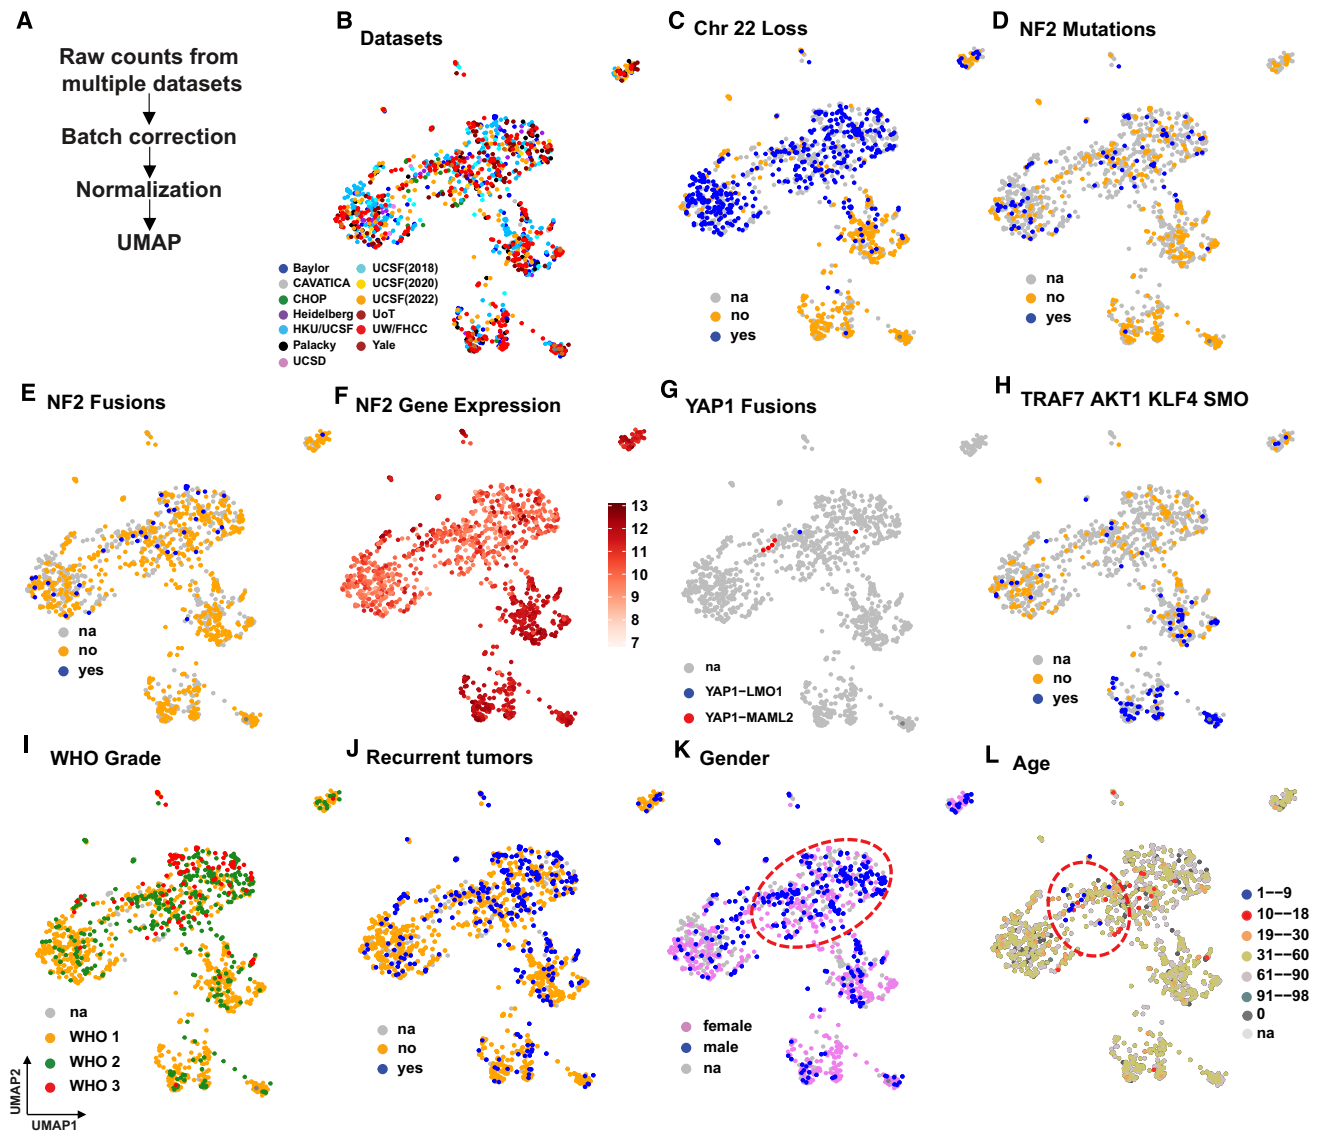 A
Raw counts from
multiple datasets
Batch correction
Normalization
UMAP
B
Datasets
Baylor
CAVATICA
CHOP
Heidelberg
HKU/UCSF
Palacky
UCSD
UCSF(2018)
UCSF(2020)
UCSF(2022)
UoT
UW/FHCC
Yale
C
Chr 22 Loss
na
no
yes
D
NF2 Mutations
na
no
yes
E
NF2 Fusions
na
no
yes
F
NF2 Gene Expression
13
12
11
10
9
8
7
G
YAP1 Fusions
na
YAP1−LMO1
YAP1−MAML2
H
TRAF7 AKT1 KLF4 SMO
na
no
yes
I
WHO Grade
na
WHO 1
WHO 2
WHO 3
UMAP2
UMAP1
J
Recurrent tumors
na
no
yes
K
Gender
female
male
na
L
Age
1−−9
10−−18
19−−30
31−−60
61−−90
91−−98
0
na